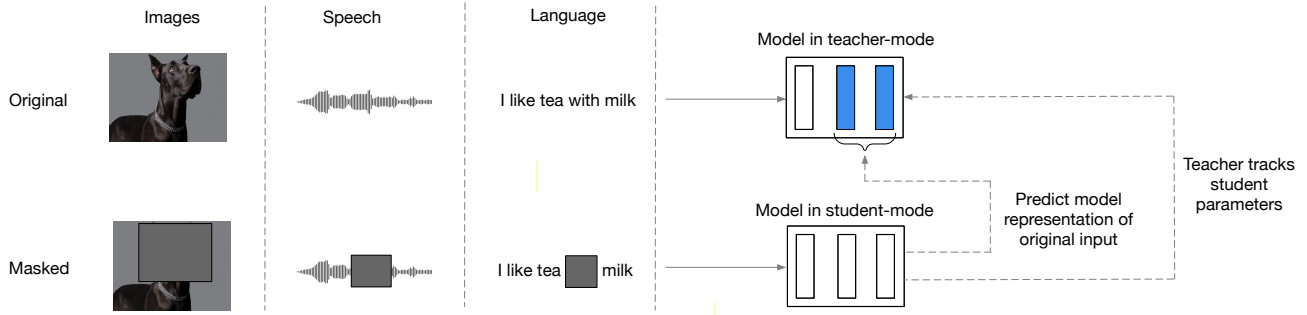 Images
Speech
Language
Model in teacher-mode
Original
I like tea with milk
Teacher tracks
student
parameters
Predict model
representation of
original input
Model in student-mode
Masked
I like tea milk